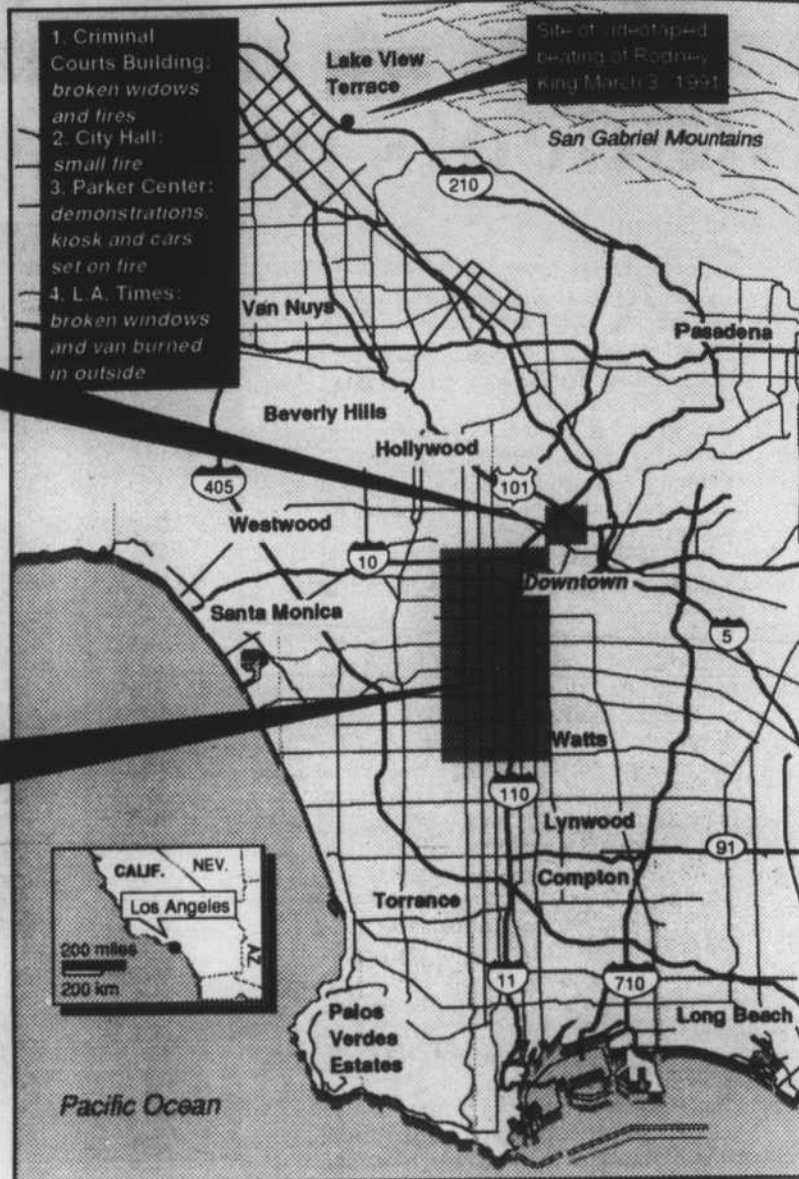 1. Criminal
Courts Building:
broken widows
and fires
2. City Hall:
small fire
3. Parker Center:
demonstrations,
kiosk and cars
set on fire
4. L.A. Times:
broken windows
and van burned
in outside
Lake View
Terrace
Site of videotaped
beating of Rodney
King March 3, 1991
San Gabriel Mountains
210
Van Nuys
Pasadena
Beverly Hills
Hollywood
405
101
Westwood
10
Downtown
Santa Monica
5
Watts
110
Lynwood
91
CALIF.
NEV.
Los Angeles
AZ
200 miles
200 km
Compton
Torrance
11
710
Palos
Verdes
Estates
Long Beach
Pacific Ocean